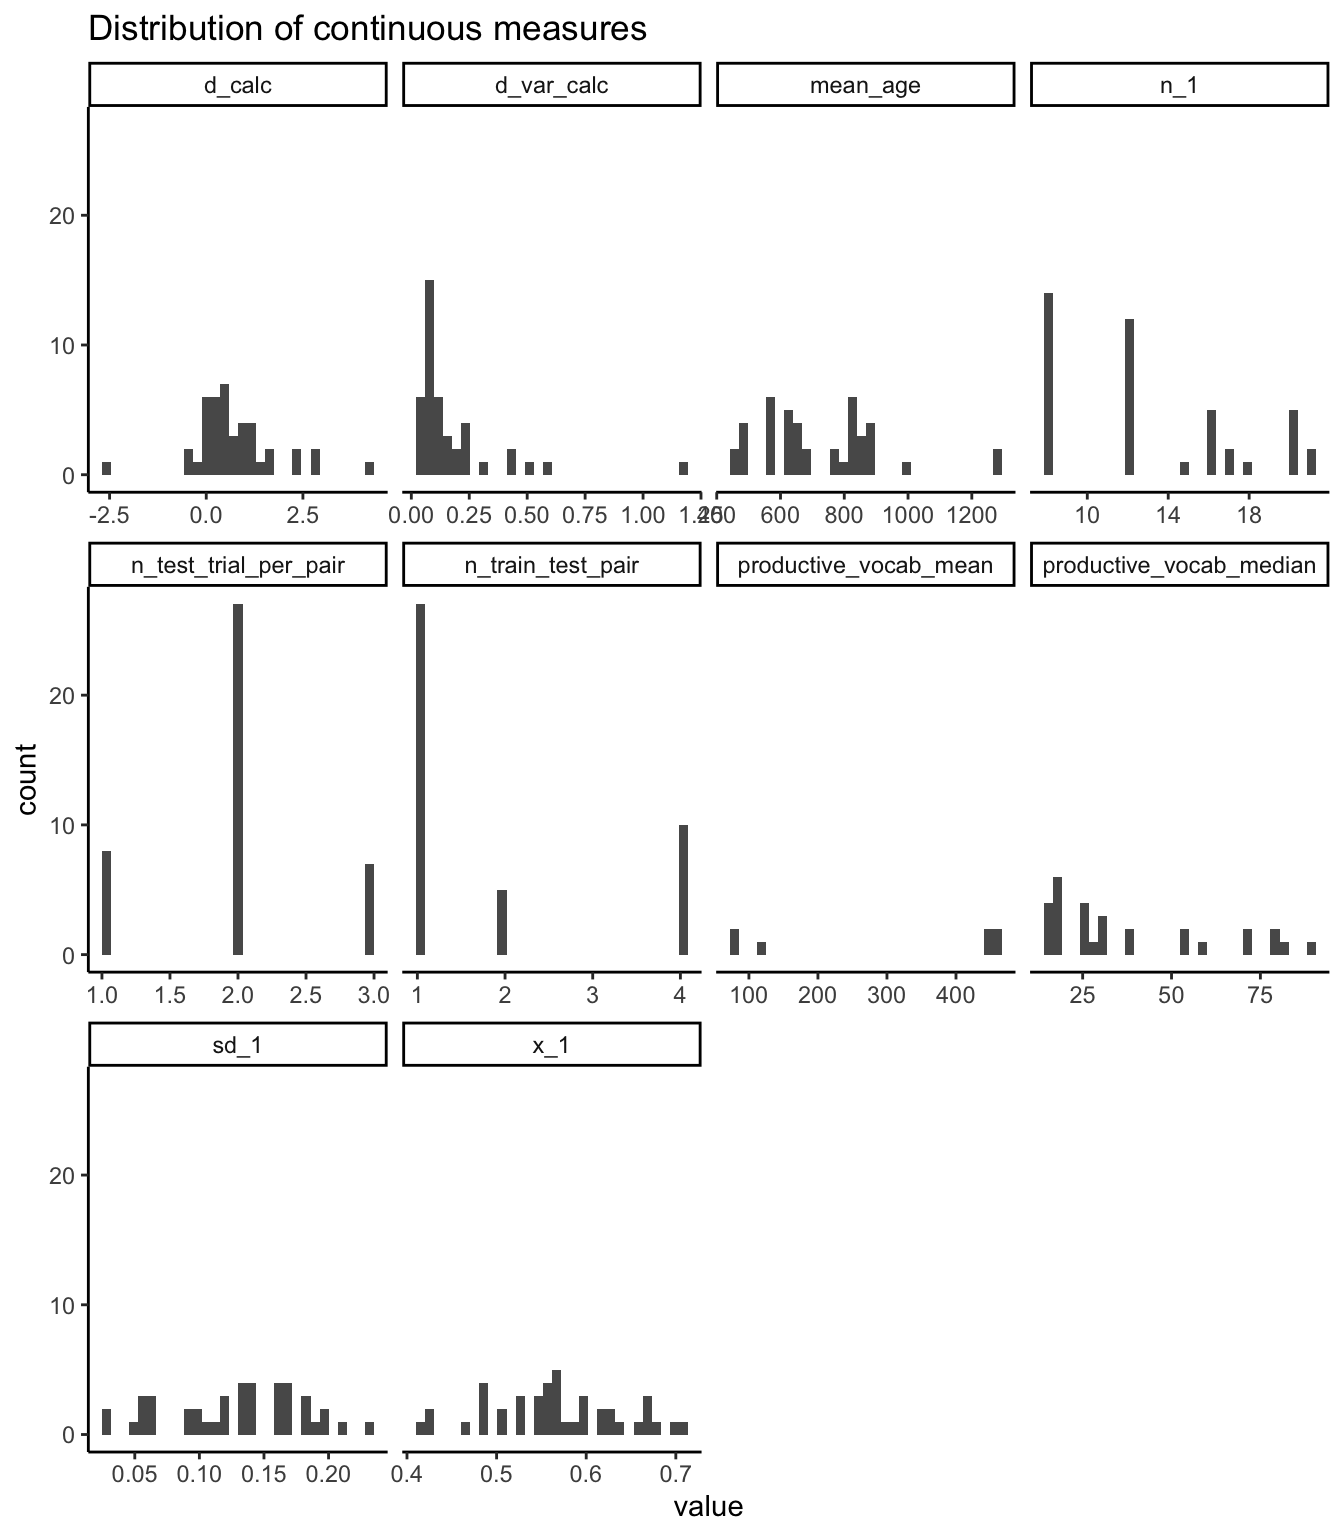 Distribution of continuous measures
d_calc d_var_calc mean_age n_1
20
10
0
-2.5 0.0 2.5 0.00 0.25 0.50 0.75 1.00 1.25 400 600 800 1000 1200 10 14 18
n_test_trial_per_pair n_train_test_pair productive_vocab_mean productive_vocab_median
20
10
0
1.0 1.5 2.0 2.5 3.0 1 2 3 4 100 200 300 400 25 50 75
count
sd_1 x_1
20
10
0
0.05 0.10 0.15 0.20 0.4 0.5 0.6 0.7
value